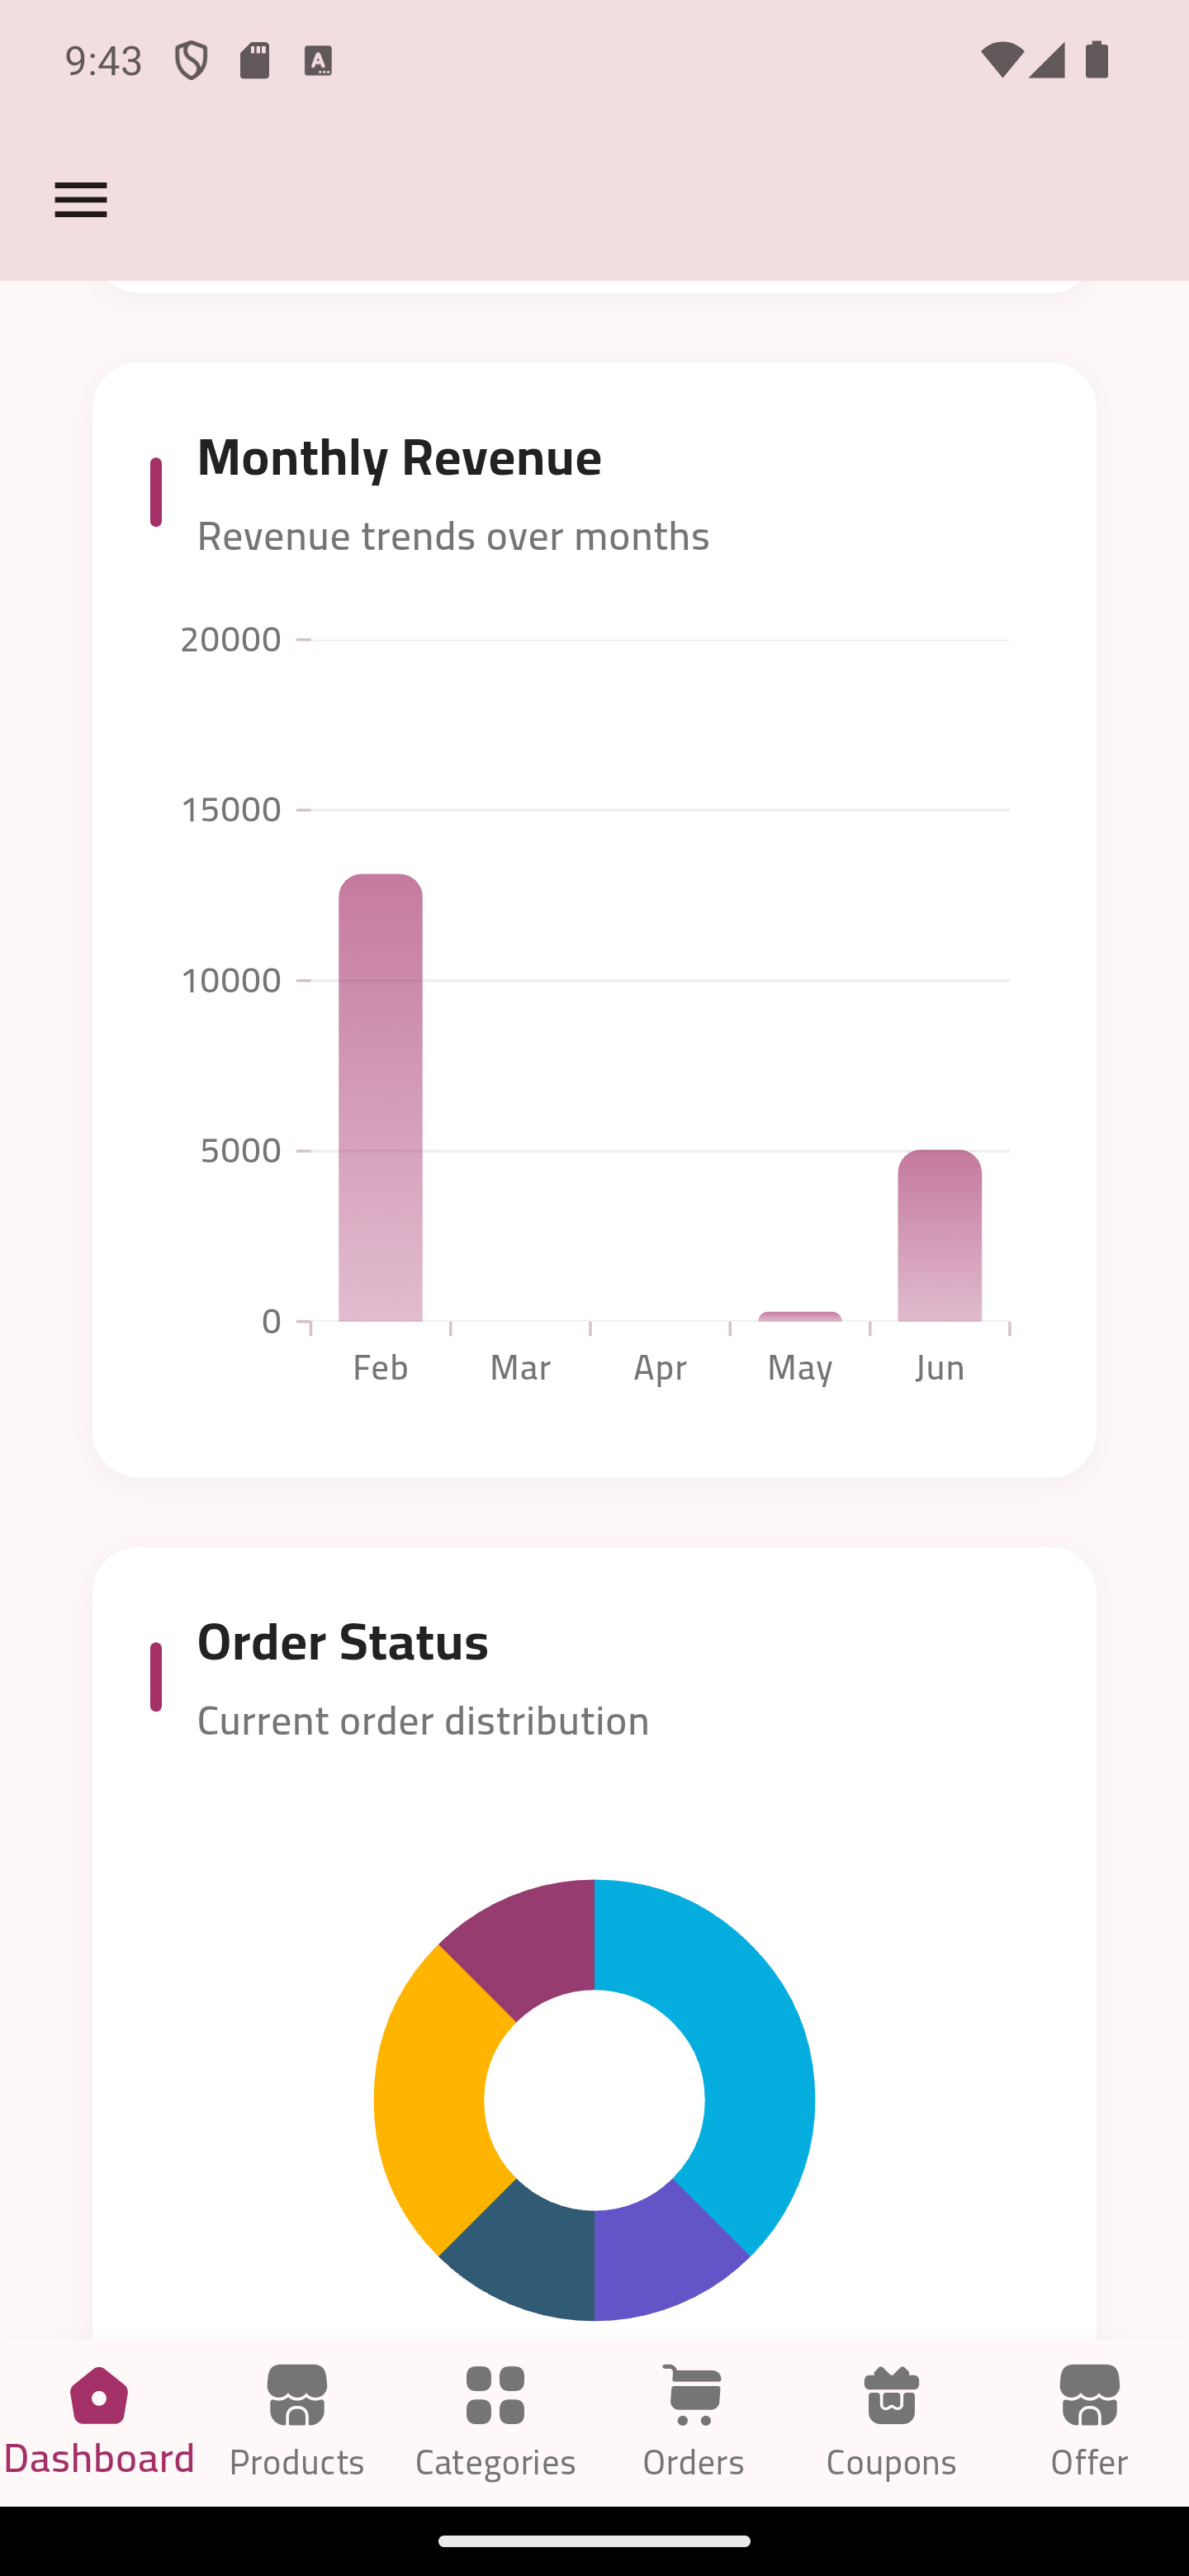 9:43
Monthly Revenue
Revenue trends over months
20000
15000
10000
5000
0
Feb Mar Apr May Jun
Order Status
Current order distribution
Dashboard Products Categories Orders Coupons Offer